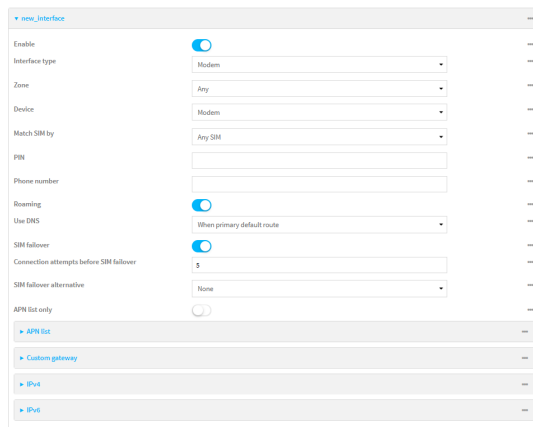 new_interface
Enable
Interface type
Modem
Zone
Any
Device
Modem
Match SIM by
Any SIM
PIN
Phone number
Roaming
Use DNS
When primary default route
SIM failover
Connection attempts before SIM failover
5
SIM failover alternative
None
APN list only
APN list
Custom gateway
IPv4
IPv6